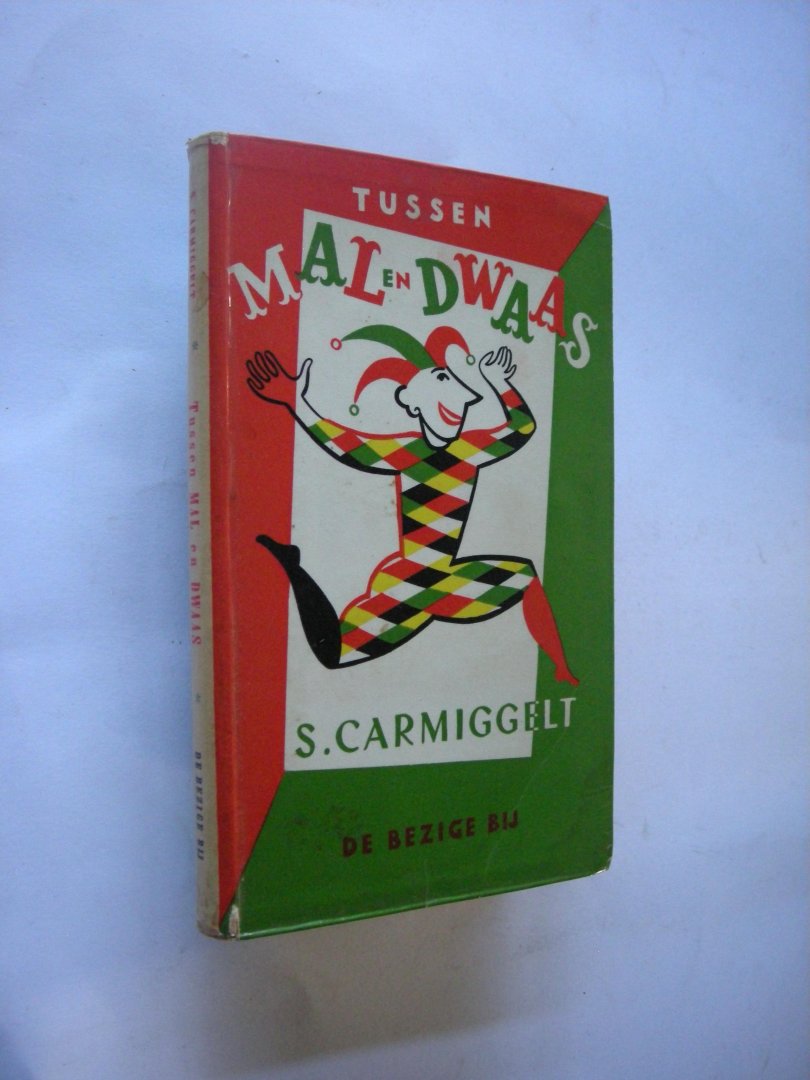 TUSSEN
MAL EN DWAAS
S. CARMIGGELT
DE BEZIGE BIJ
S. CARMIGGELT * Tussen MAL en DWAAS * DE BEZIGE BIJ